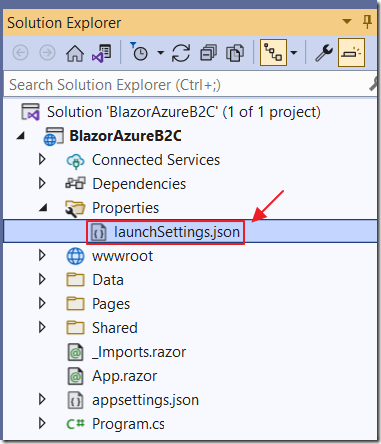 Solution Explorer
Search Solution Explorer (Ctrl+;)
Solution 'BlazorAzureB2C' (1 of 1 project)
BlazorAzureB2C
Connected Services
Dependencies
Properties
launchSettings.json
wwwroot
Data
Pages
Shared
_Imports.razor
App.razor
appsettings.json
Program.cs